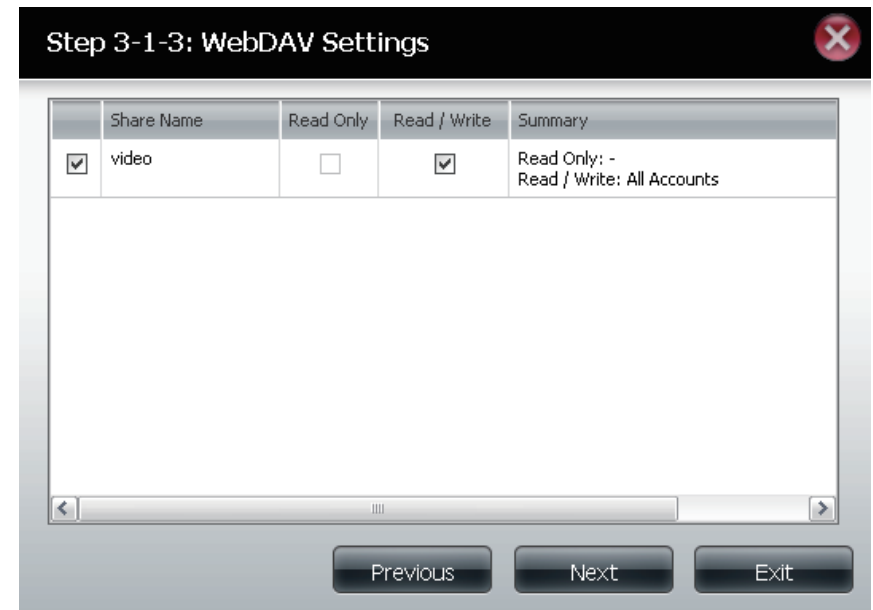 Step 3-1-3: WebDAV Settings
Share Name Read Only Read / Write Summary
video Read Only: -
Read / Write: All Accounts
Previous Next Exit